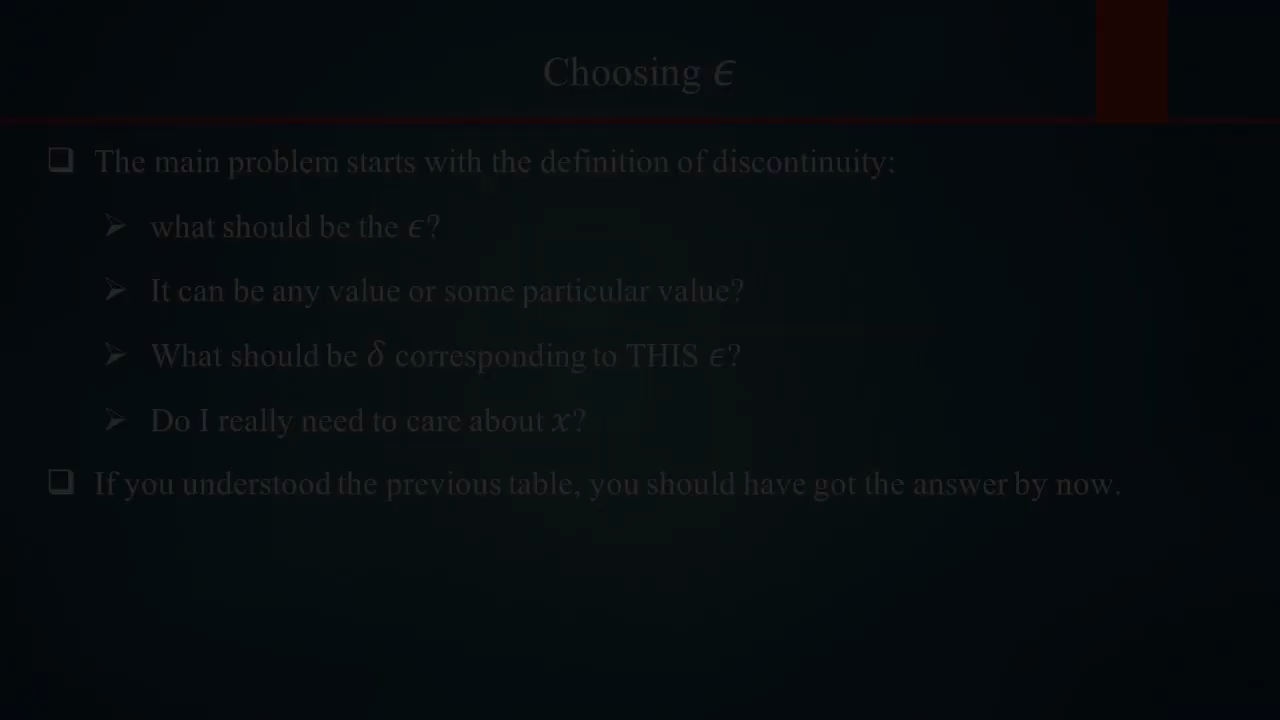 Choosing ϵ
❑ The main problem starts with the definition of discontinuity:
➢ what should be the ϵ?
➢ It can be any value or some particular value?
➢ What should be δ corresponding to THIS ϵ?
➢ Do I really need to care about x?
❑ If you understood the previous table, you should have got the answer by now.